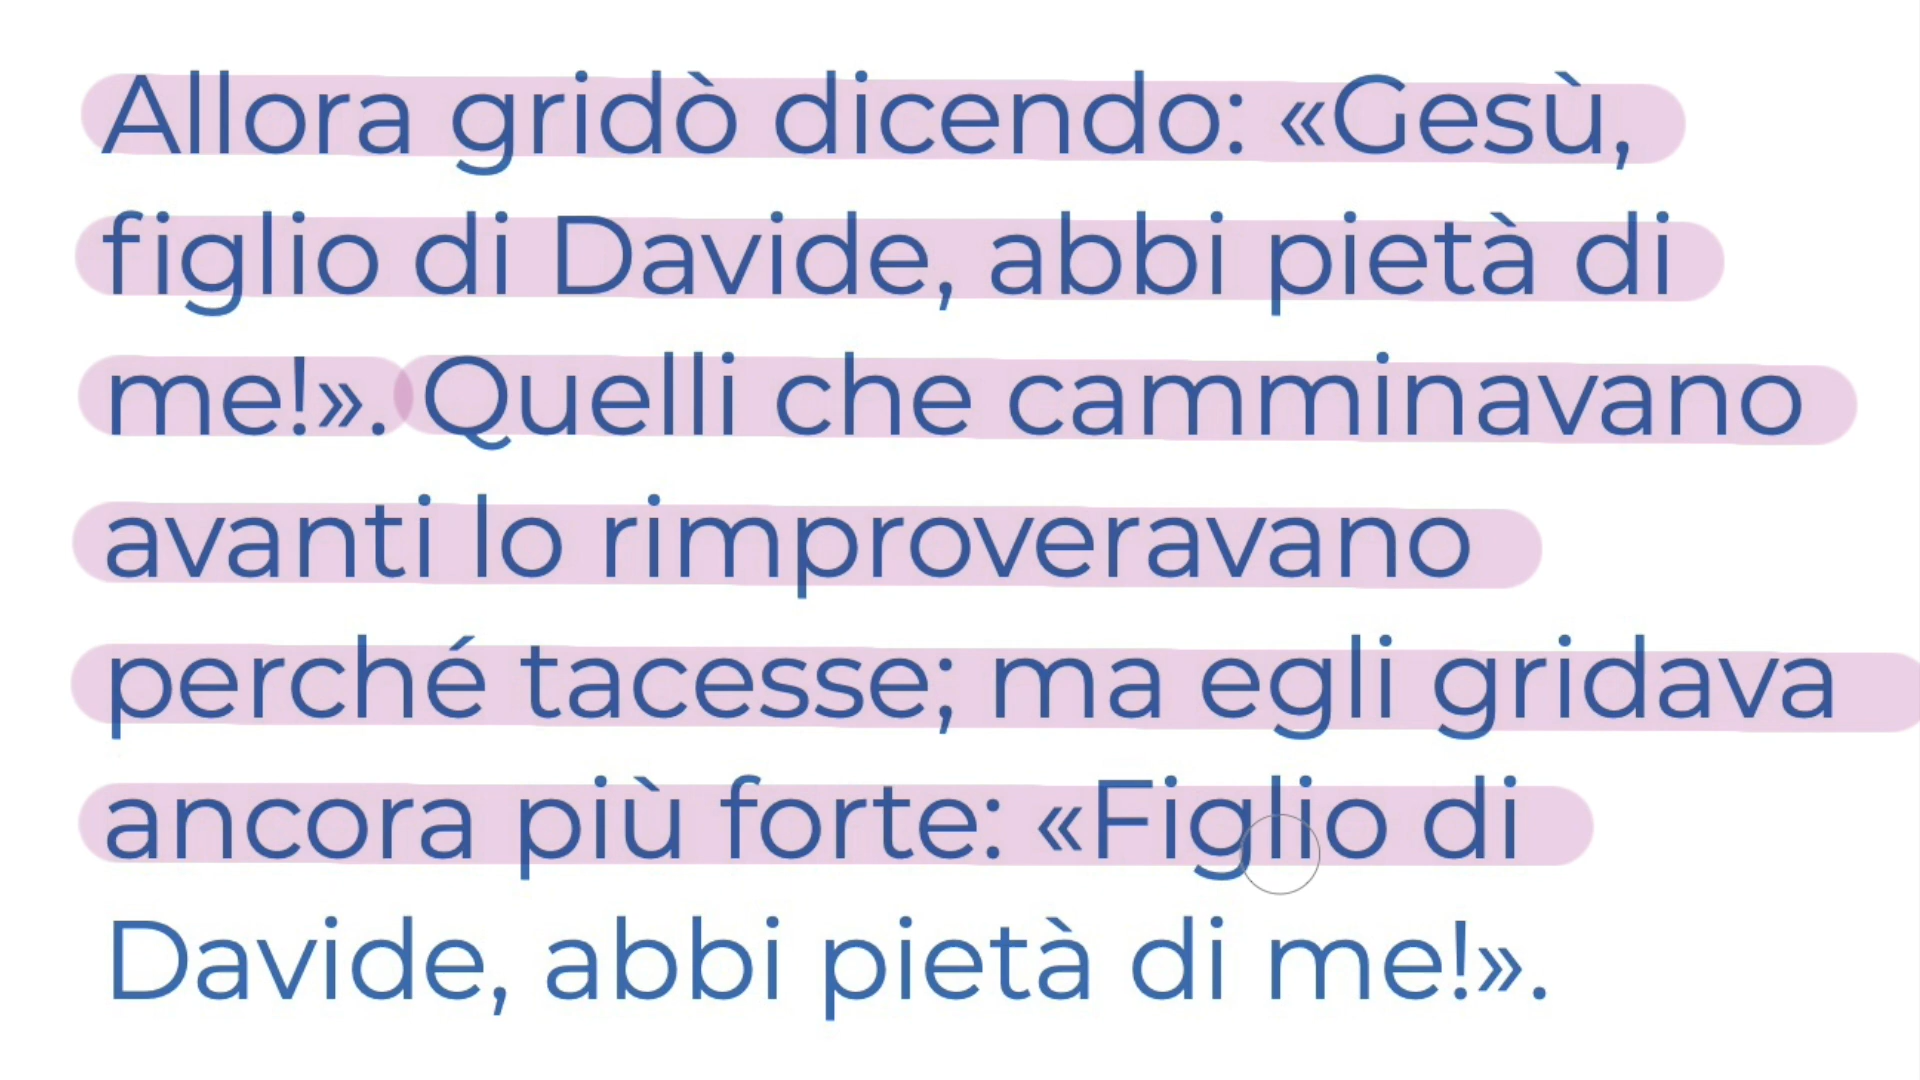 Allora gridò dicendo: «Gesù,
figlio di Davide, abbi pietà di
me!». Quelli che camminavano
avanti lo rimproveravano
perché tacesse; ma egli gridava
ancora più forte: «Figlio di
Davide, abbi pietà di me!».